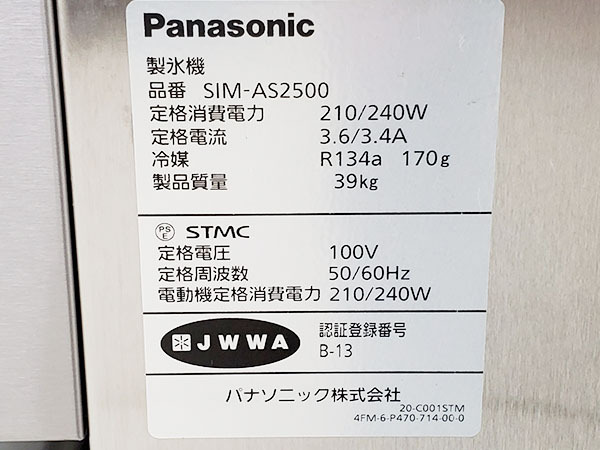 Panasonic
製氷機
品番 SIM-AS2500
定格消費電力 210/240W
定格電流 3.6/3.4A
冷媒 R134a 170g
製品質量 39kg
PS E STMC
定格電圧 100V
定格周波数 50/60Hz
電動機定格消費電力 210/240W
JWWA 認証登録番号
B-13
パナソニック株式会社
20-C001STM
4FM-6-P470-714-00-0